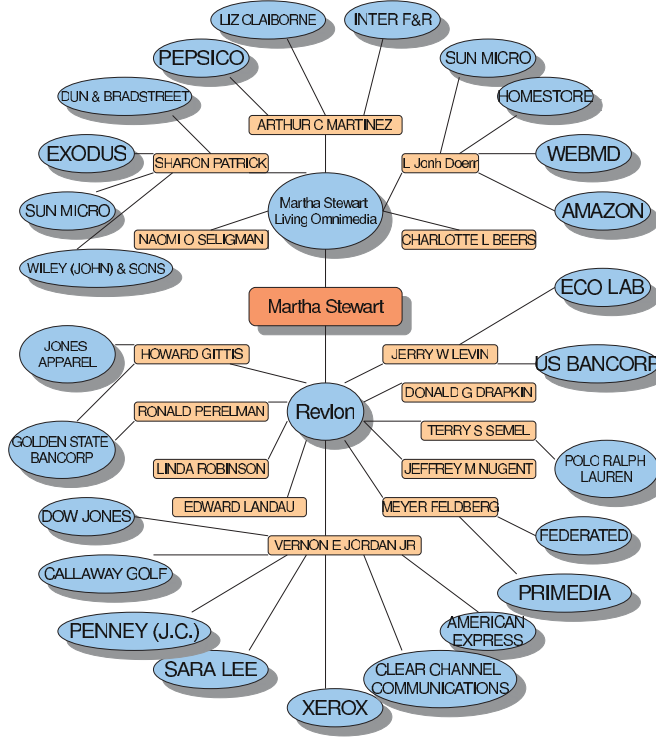 LIZ CLAIBORNE
INTER F&R
PEPSICO
SUN MICRO
DUN & BRADSTREET
HOMESTORE
ARTHUR C MARTINEZ
EXODUS
SHARON PATRICK
L Jonh Doerr
WEBMD
SUN MICRO
Martha Stewart
Living Omnimedia
AMAZON
NAOMI O SELIGMAN
CHARLOTTE L BEERS
WILEY (JOHN) & SONS
ECO LAB
Martha Stewart
JONES
APPAREL
HOWARD GITTIS
JERRY W LEVIN
US BANCORP
DONALD G DRAPKIN
RONALD PERELMAN
Revlon
TERRY S SEMEL
GOLDEN STATE
BANCORP
LINDA ROBINSON
JEFFREY M NUGENT
POLO RALPH
LAUREN
EDWARD LANDAU
MEYER FELDBERG
DOW JONES
FEDERATED
VERNON E JORDAN JR
CALLAWAY GOLF
PRIMEDIA
PENNEY (J.C.)
AMERICAN
EXPRESS
SARA LEE
CLEAR CHANNEL
COMMUNICATIONS
XEROX